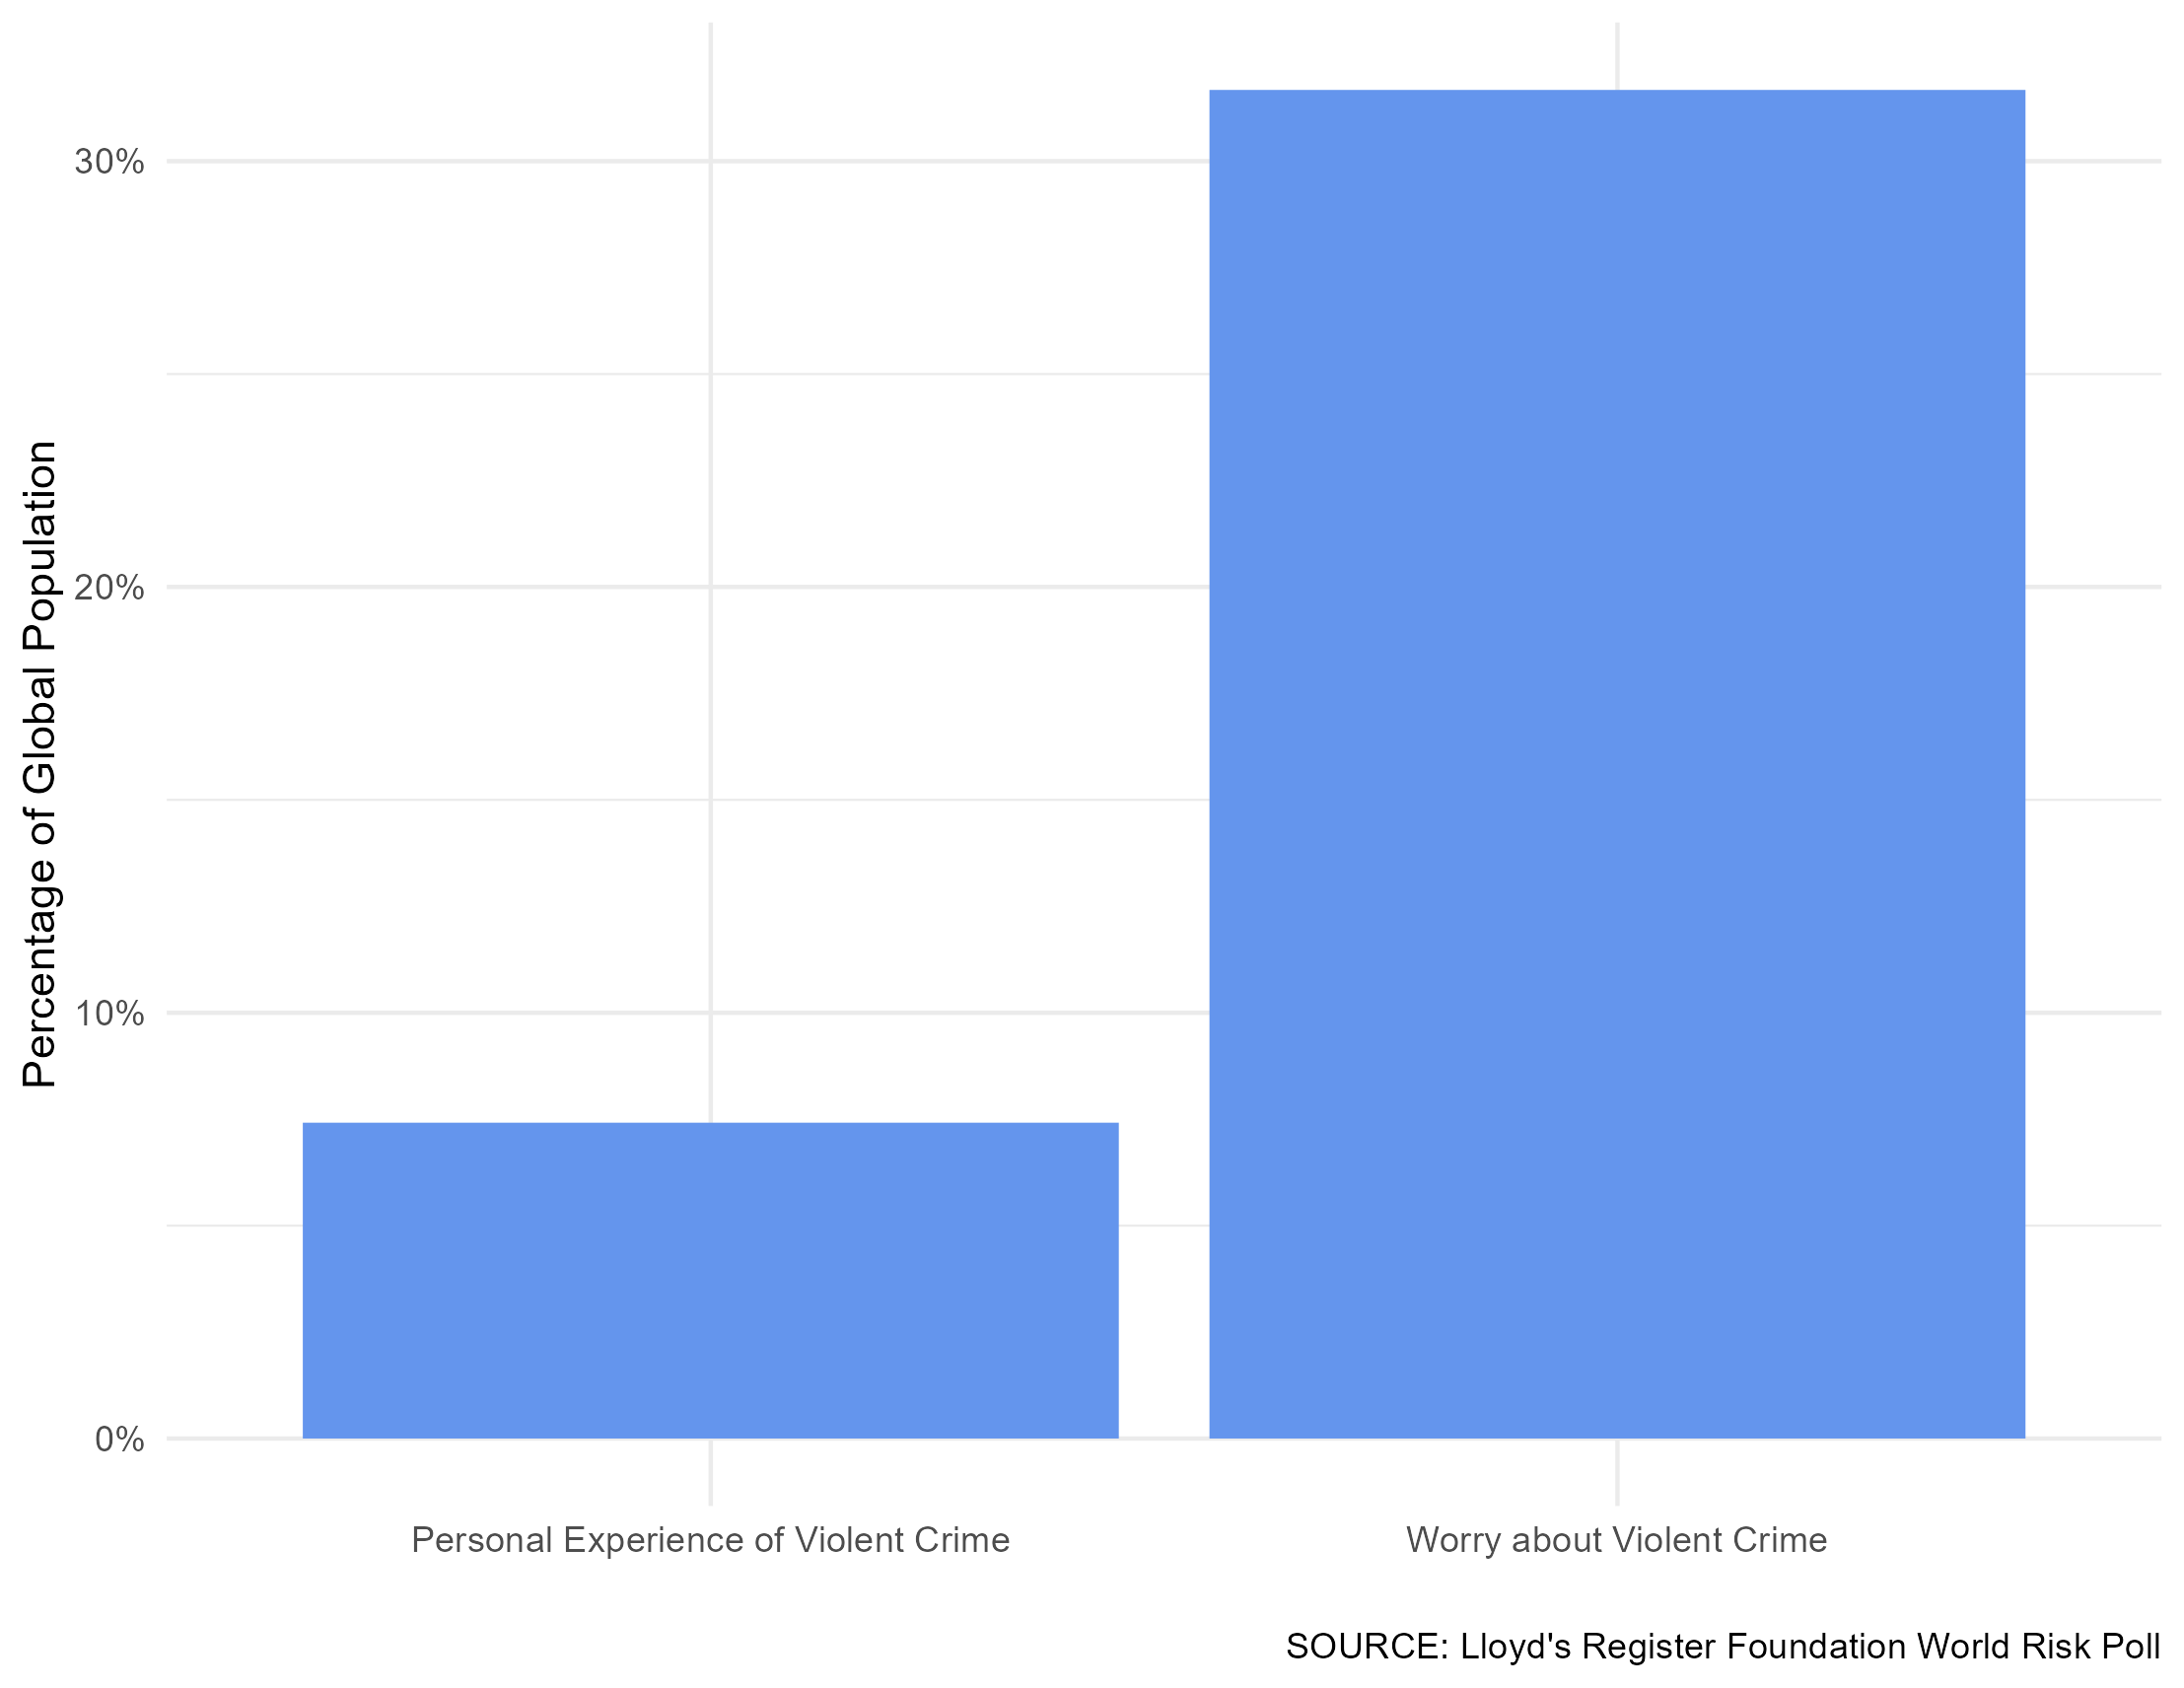 Percentage of Global Population
30%
20%
10%
0%
Personal Experience of Violent Crime
Worry about Violent Crime
SOURCE: Lloyd's Register Foundation World Risk Poll